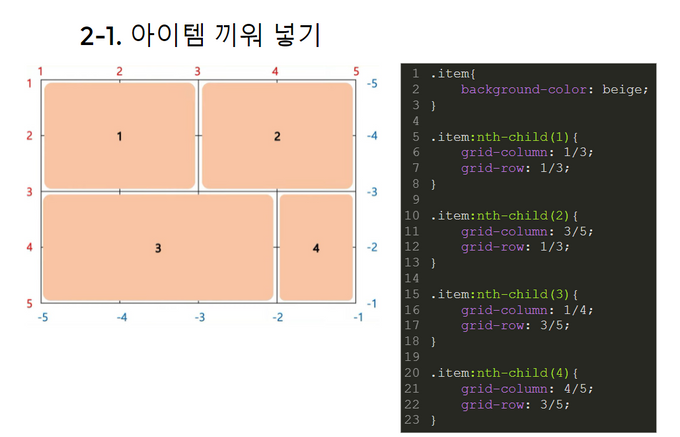 2-1. 아이템 끼워 넣기
1 2 3 4 5
1 -5
1 2
2 -4
3 -3
3 4
4 -2
5 -1
-5 -4 -3 -2 -1
1 .item{
2 background-color: beige;
3 }
4
5 .item:nth-child(1){
6 grid-column: 1/3;
7 grid-row: 1/3;
8 }
9
10 .item:nth-child(2){
11 grid-column: 3/5;
12 grid-row: 1/3;
13 }
14
15 .item:nth-child(3){
16 grid-column: 1/4;
17 grid-row: 3/5;
18 }
19
20 .item:nth-child(4){
21 grid-column: 4/5;
22 grid-row: 3/5;
23 }